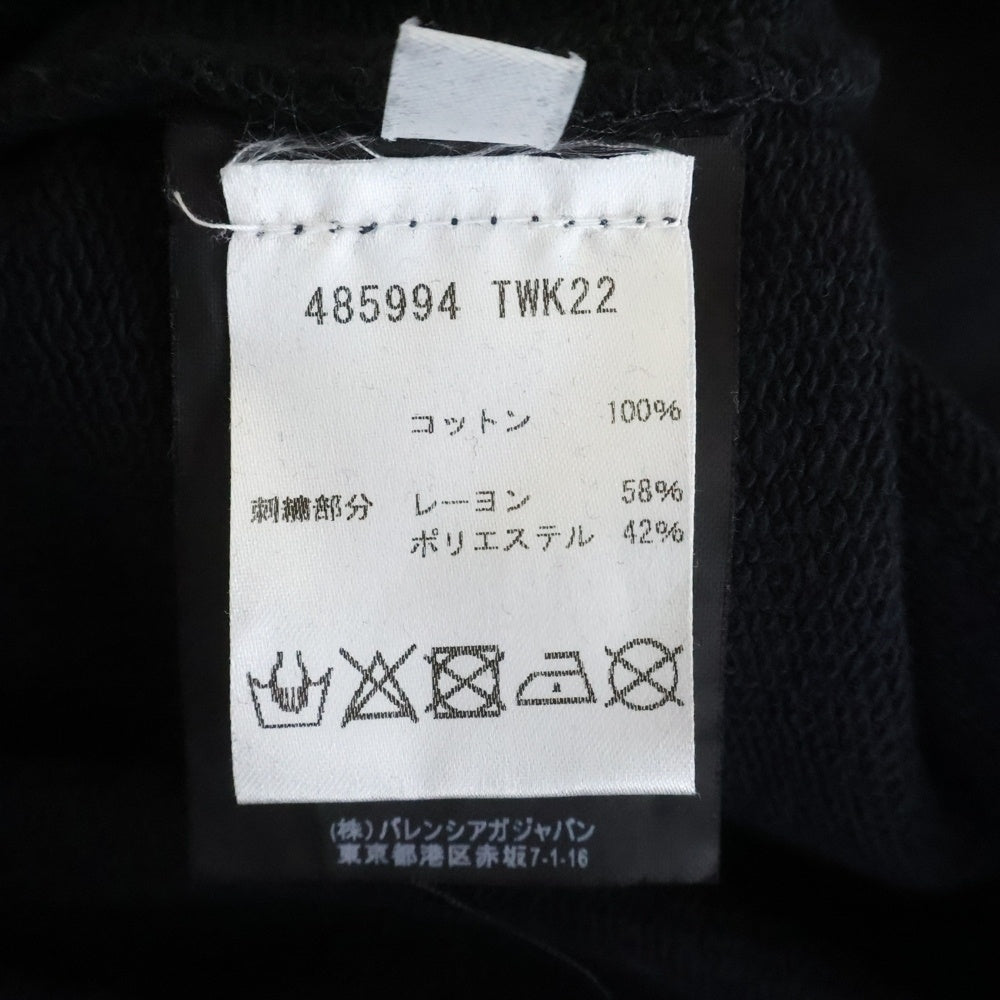 485994 TWK22
コットン 100%
刺繍部分 レーヨン 58%
ポリエステル 42%
(株)バレンシアガジャパン
東京都港区赤坂7-1-16